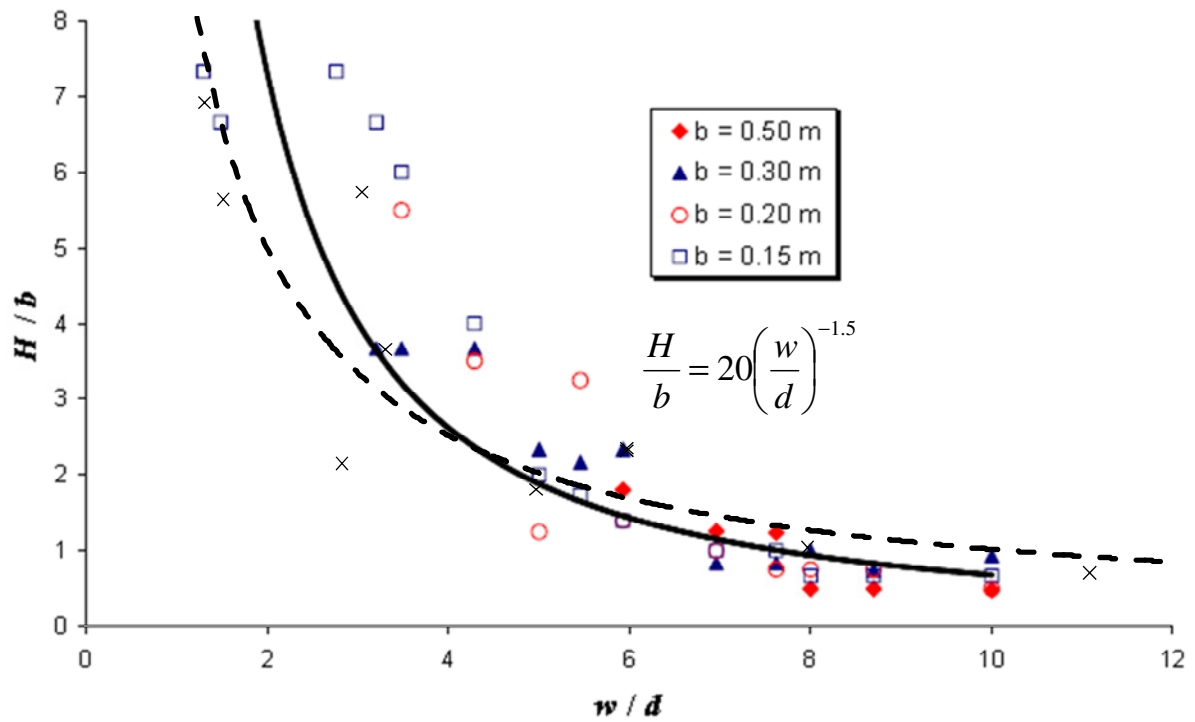 8
7
6
5
4
3
2
1
0
H / b
0 2 4 6 8 10 12
w / d
b = 0.50 m
b = 0.30 m
b = 0.20 m
b = 0.15 m
H/b = 20(w/d)^−1.5